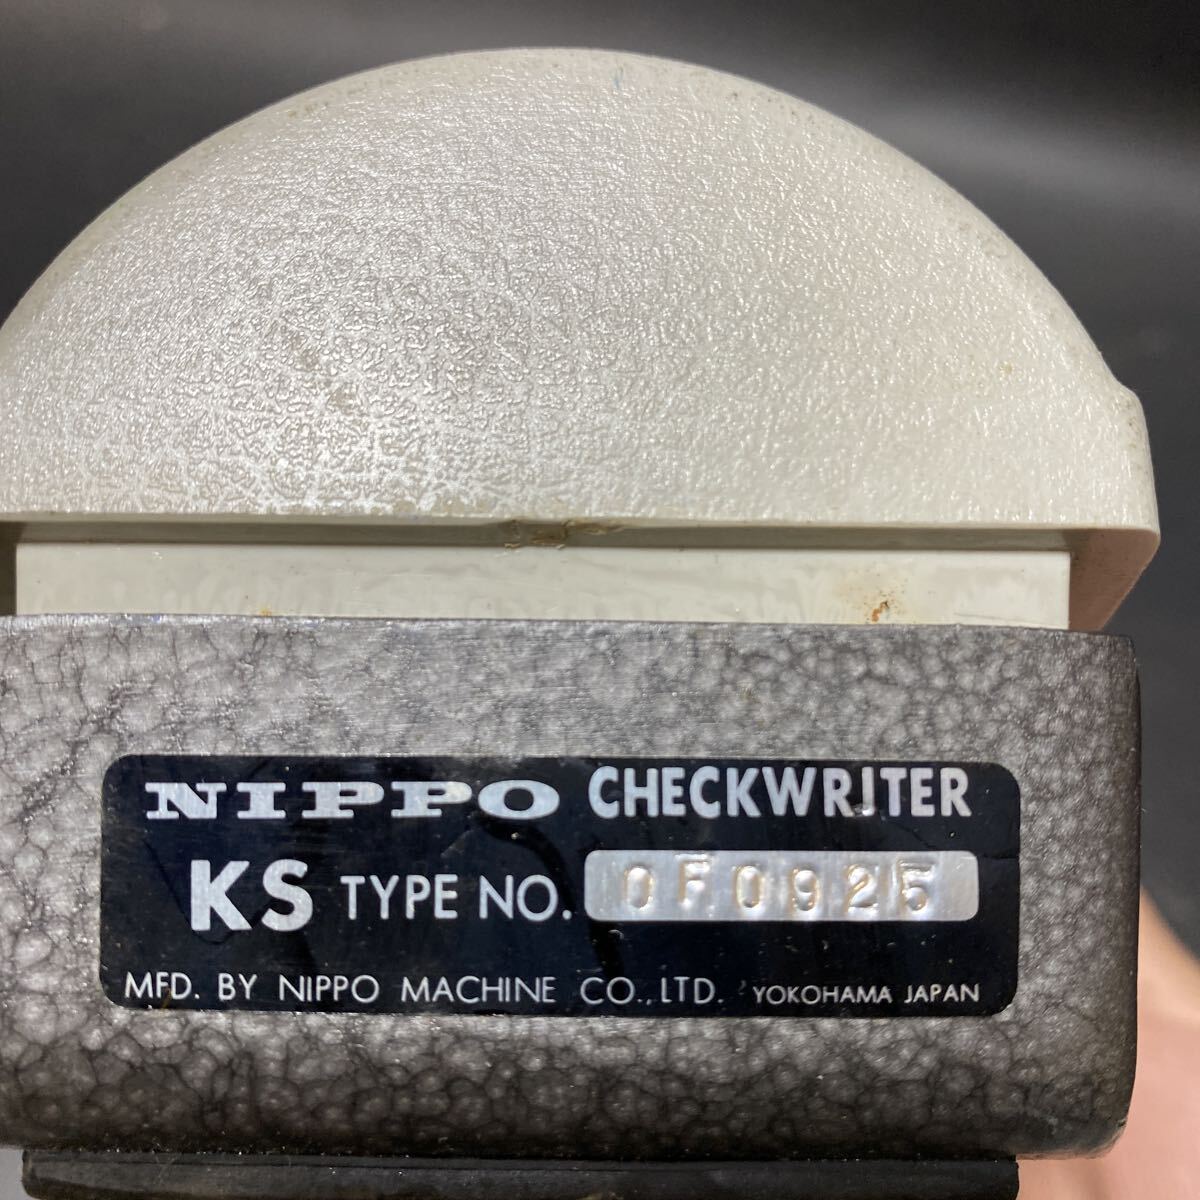 NIPPO CHECKWRITER
KS TYPE NO. 0F0925
MFD. BY NIPPO MACHINE CO.,LTD. YOKOHAMA JAPAN